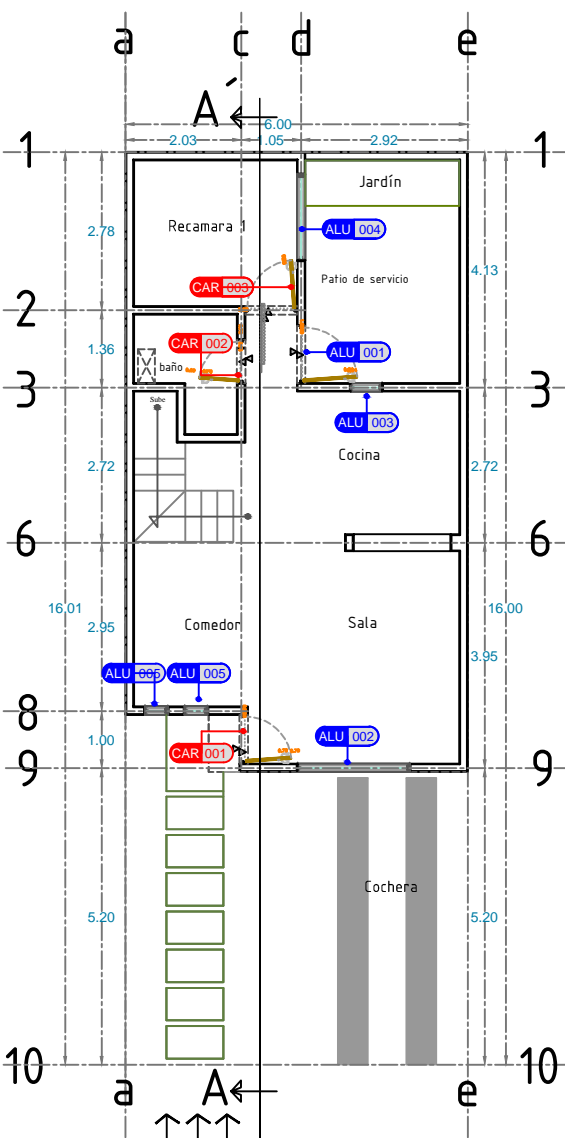 a c d e
A´
6.00
2.03 1.05 2.92
1 1
Jardín
Recamara 1
ALU 004
2.78
4.13
Patio de servicio
CAR 003
2 2
CAR 002
ALU 001
1.36
baño
3 3
Sube
ALU 003
Cocina
2.72 2.72
6 6
16.01 16.00
2.95
Comedor
Sala
3.95
ALU 005 ALU 005
8 8
ALU 002
1.00
CAR 001
9 9
Cochera
5.20 5.20
10 10
a A e